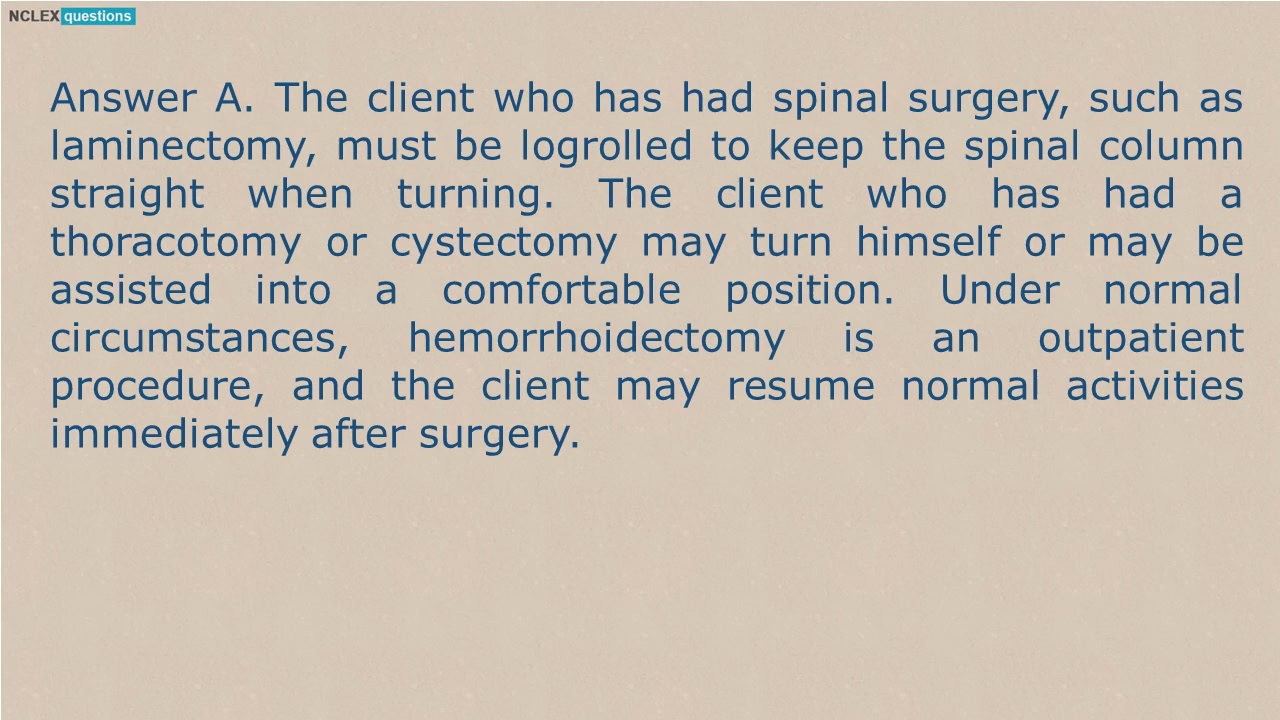 NCLEX questions
Answer A. The client who has had spinal surgery, such as
laminectomy, must be logrolled to keep the spinal column
straight when turning. The client who has had a
thoracotomy or cystectomy may turn himself or may be
assisted into a comfortable position. Under normal
circumstances, hemorrhoidectomy is an outpatient
procedure, and the client may resume normal activities
immediately after surgery.